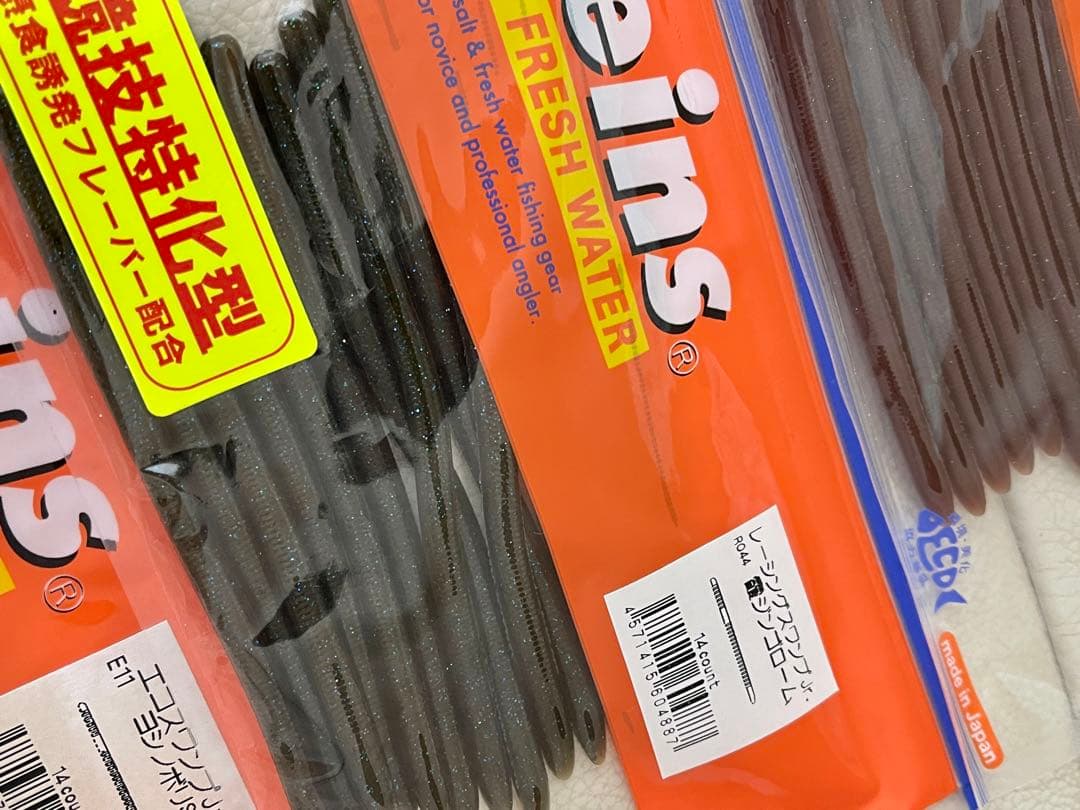 競技特化型
食誘発フレーバー配合
salt & fresh water fishing gear
or novice and professional angler.
FRESH WATER
eins®
レーシングスワンプJr.
R044
ジンゴローム
14count
4571415604887
ins®
エコスワンプJ
E11
14cou
ECO
made in Japan